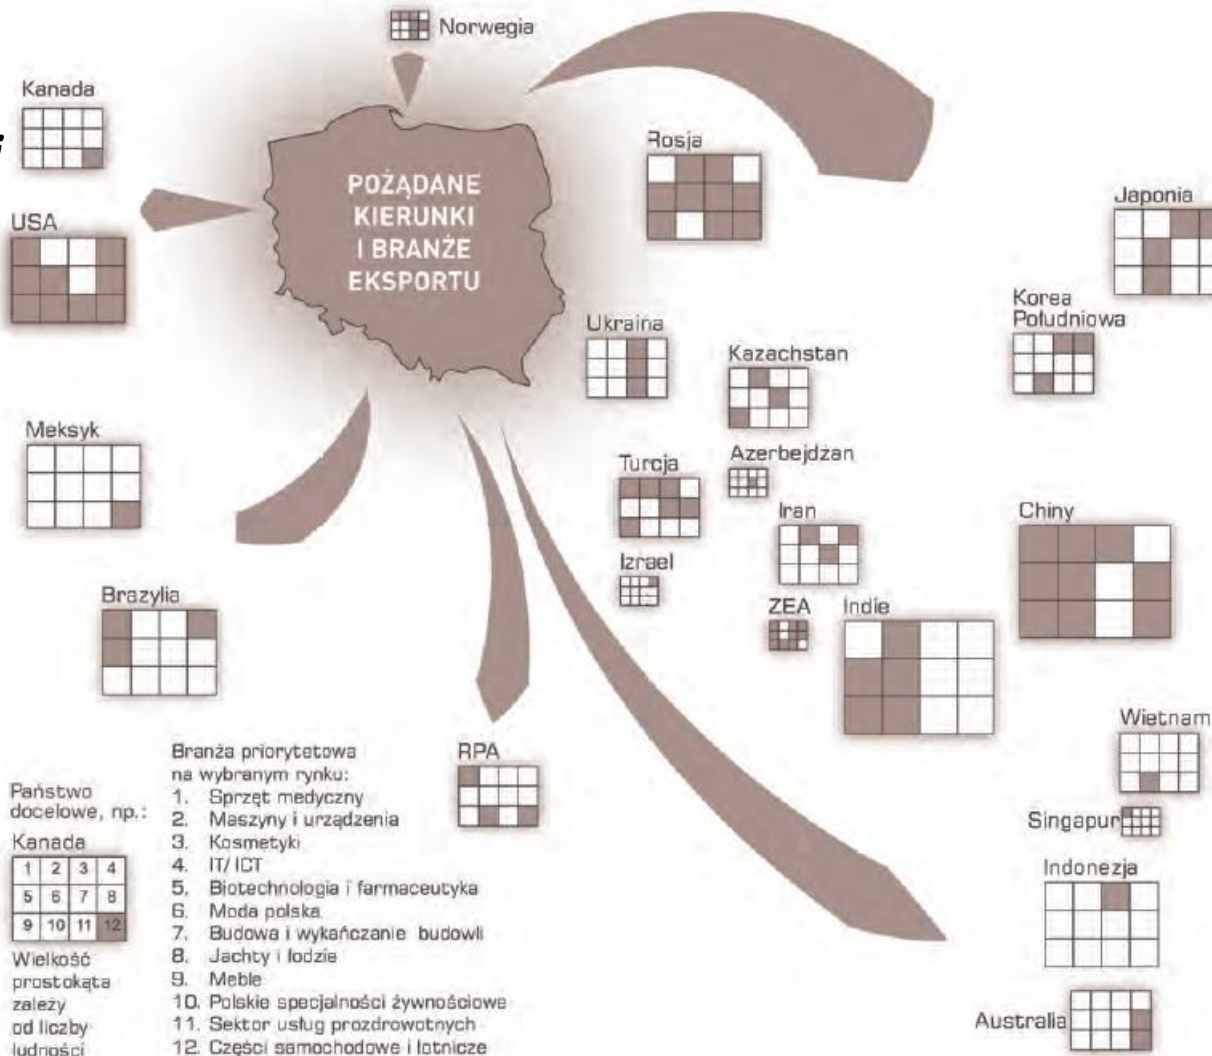 Norwegia
Kanada
i
Rosja
POŻĄDANE
KIERUNKI
I BRANŻE
EKSPORTU
Japonia
USA
Korea
Południowa
Ukraina
Kazachstan
Meksyk
Turcja
Azerbejdżan
Iran
Chiny
Izrael
Brazylia
ZEA
Indie
Wietnam
RPA
Singapur
Indonezja
Australia
Państwo
docelowe, np.:
Kanada
1 2 3 4
5 6 7 8
9 10 11 12
Wielkość
prostokąta
zależy
od liczby
ludności
Branża priorytetowa
na wybranym rynku:
1. Sprzęt medyczny
2. Maszyny i urządzenia
3. Kosmetyki
4. IT/ ICT
5. Biotechnologia i farmaceutyka
6. Moda polska
7. Budowa i wykańczanie budowli
8. Jachty i łodzie
9. Meble
10. Polskie specjalności żywnościowe
11. Sektor usług prozdrowotnych
12. Części samochodowe i lotnicze